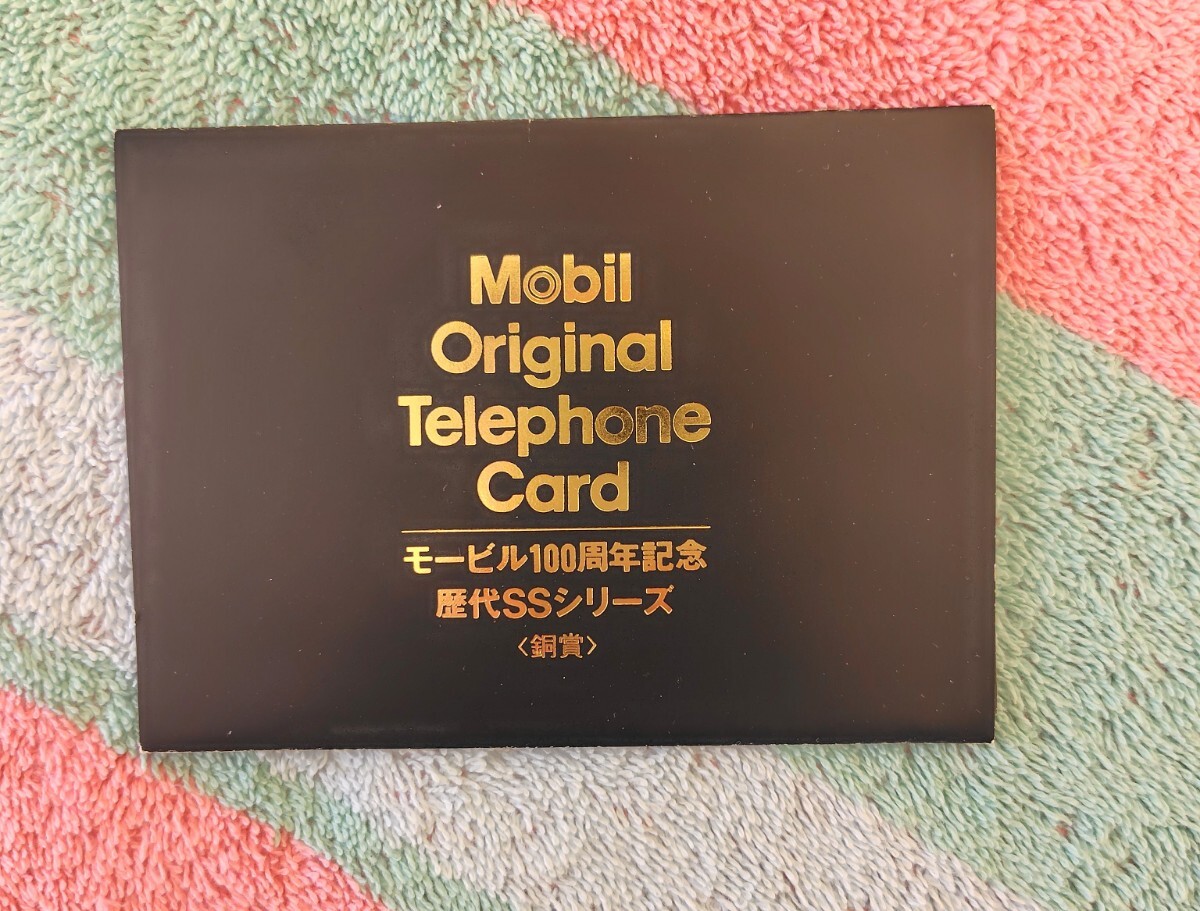 Mobil
Original
Telephone
Card
モービル100周年記念
歴代SSシリーズ
〈銅賞〉